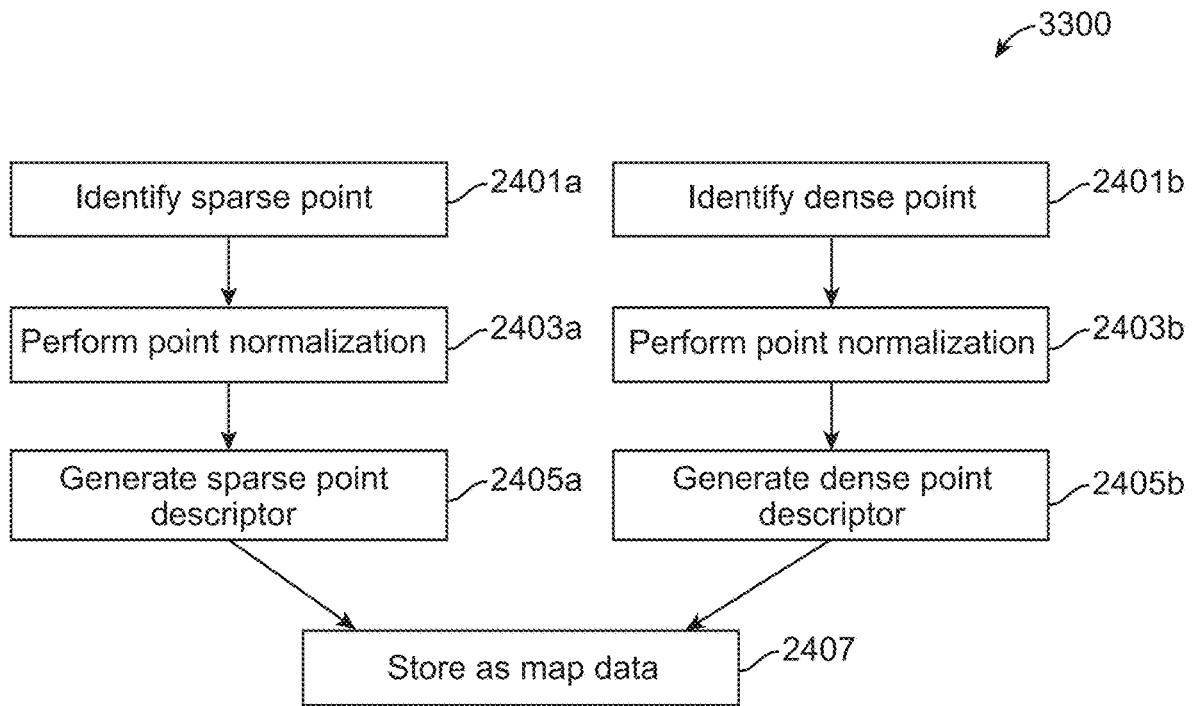 3300
Identify sparse point
2401a
Identify dense point
2401b
Perform point normalization
2403a
Perform point normalization
2403b
Generate sparse point
descriptor
2405a
Generate dense point
descriptor
2405b
Store as map data
2407